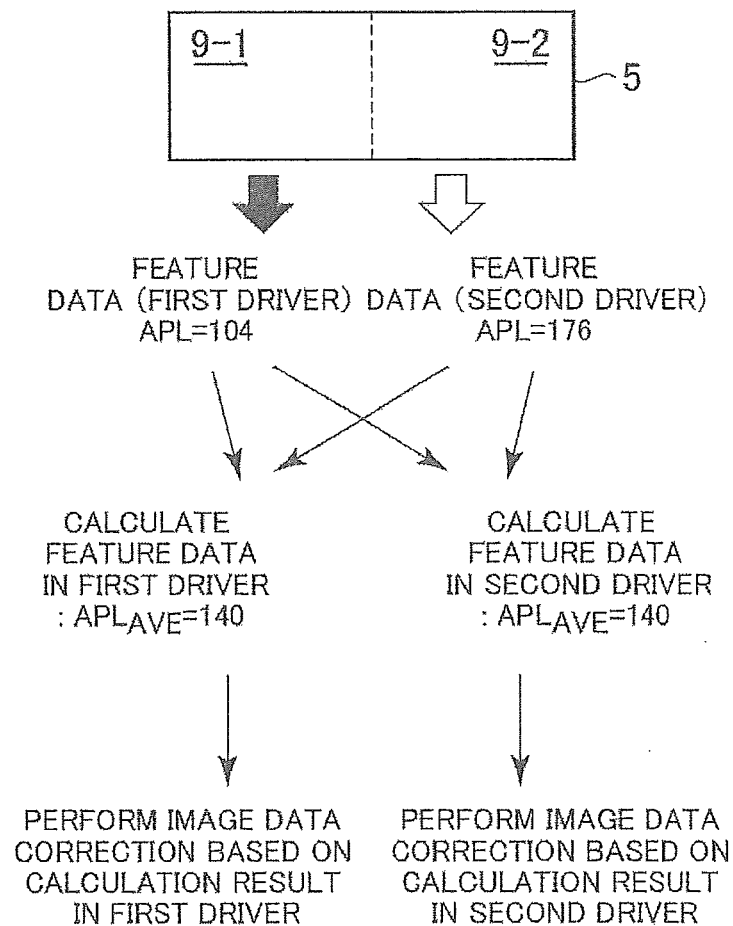 9-1
9-2
5
FEATURE
DATA (FIRST DRIVER)
APL=104
FEATURE
DATA (SECOND DRIVER)
APL=176
CALCULATE
FEATURE DATA
IN FIRST DRIVER
: APLAVE=140
CALCULATE
FEATURE DATA
IN SECOND DRIVER
: APLAVE=140
PERFORM IMAGE DATA
CORRECTION BASED ON
CALCULATION RESULT
IN FIRST DRIVER
PERFORM IMAGE DATA
CORRECTION BASED ON
CALCULATION RESULT
IN SECOND DRIVER